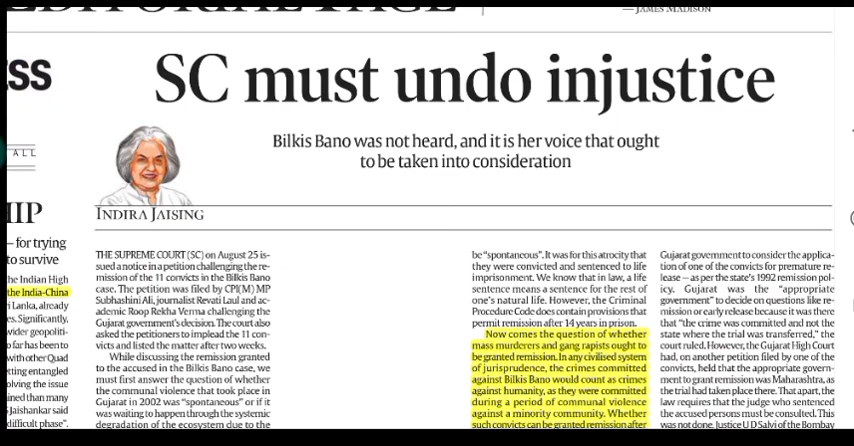 — JAMES MADISON
SC must undo injustice
Bilkis Bano was not heard, and it is her voice that ought
to be taken into consideration
INDIRA JAISING
ALL
— for trying
to survive
he Indian High
the India-China
i Lanka, already
es. Significantly,
wider geopoliti-
o far has been to
with other Quad
etting entangled
olving the issue
ained than many
Jaishankar said
difficult phase".
THE SUPREME COURT (SC) on August 25 is-
sued a notice in a petition challenging the re-
mission of the 11 convicts in the Bilkis Bano
case. The petition was filed by CPI(M) MP
Subhashini Ali, journalist Revati Laul and ac-
ademic Roop Rekha Verma challenging the
Gujarat government's decision. The court also
asked the petitioners to implead the 11 con-
victs and listed the matter after two weeks.
While discussing the remission granted
to the accused in the Bilkis Bano case, we
must first answer the question of whether
the communal violence that took place in
Gujarat in 2002 was "spontaneous" or if it
was waiting to happen through the systemic
degradation of the ecosystem due to the
be "spontaneous". It was for this atrocity that
they were convicted and sentenced to life
imprisonment. We know that in law, a life
sentence means a sentence for the rest of
one's natural life. However, the Criminal
Procedure Code does contain provisions that
permit remission after 14 years in prison.
Now comes the question of whether
mass murderers and gang rapists ought to
be granted remission. In any civilised system
of jurisprudence, the crimes committed
against Bilkis Bano would count as crimes
against humanity, as they were committed
during a period of communal violence
against a minority community. Whether
such convicts can be granted remission after
Gujarat government to consider the applica-
tion of one of the convicts for premature re-
lease — as per the state's 1992 remission pol-
icy. Gujarat was the "appropriate
government" to decide on questions like re-
mission or early release because it was there
that "the crime was committed and not the
state where the trial was transferred," the
court ruled. However, the Gujarat High Court
had, on another petition filed by one of the
convicts, held that the appropriate govern-
ment to grant remission was Maharashtra, as
the trial had taken place there. That apart, the
law requires that the judge who sentenced
the accused persons must be consulted. This
was not done. Justice U D Salvi of the Bombay